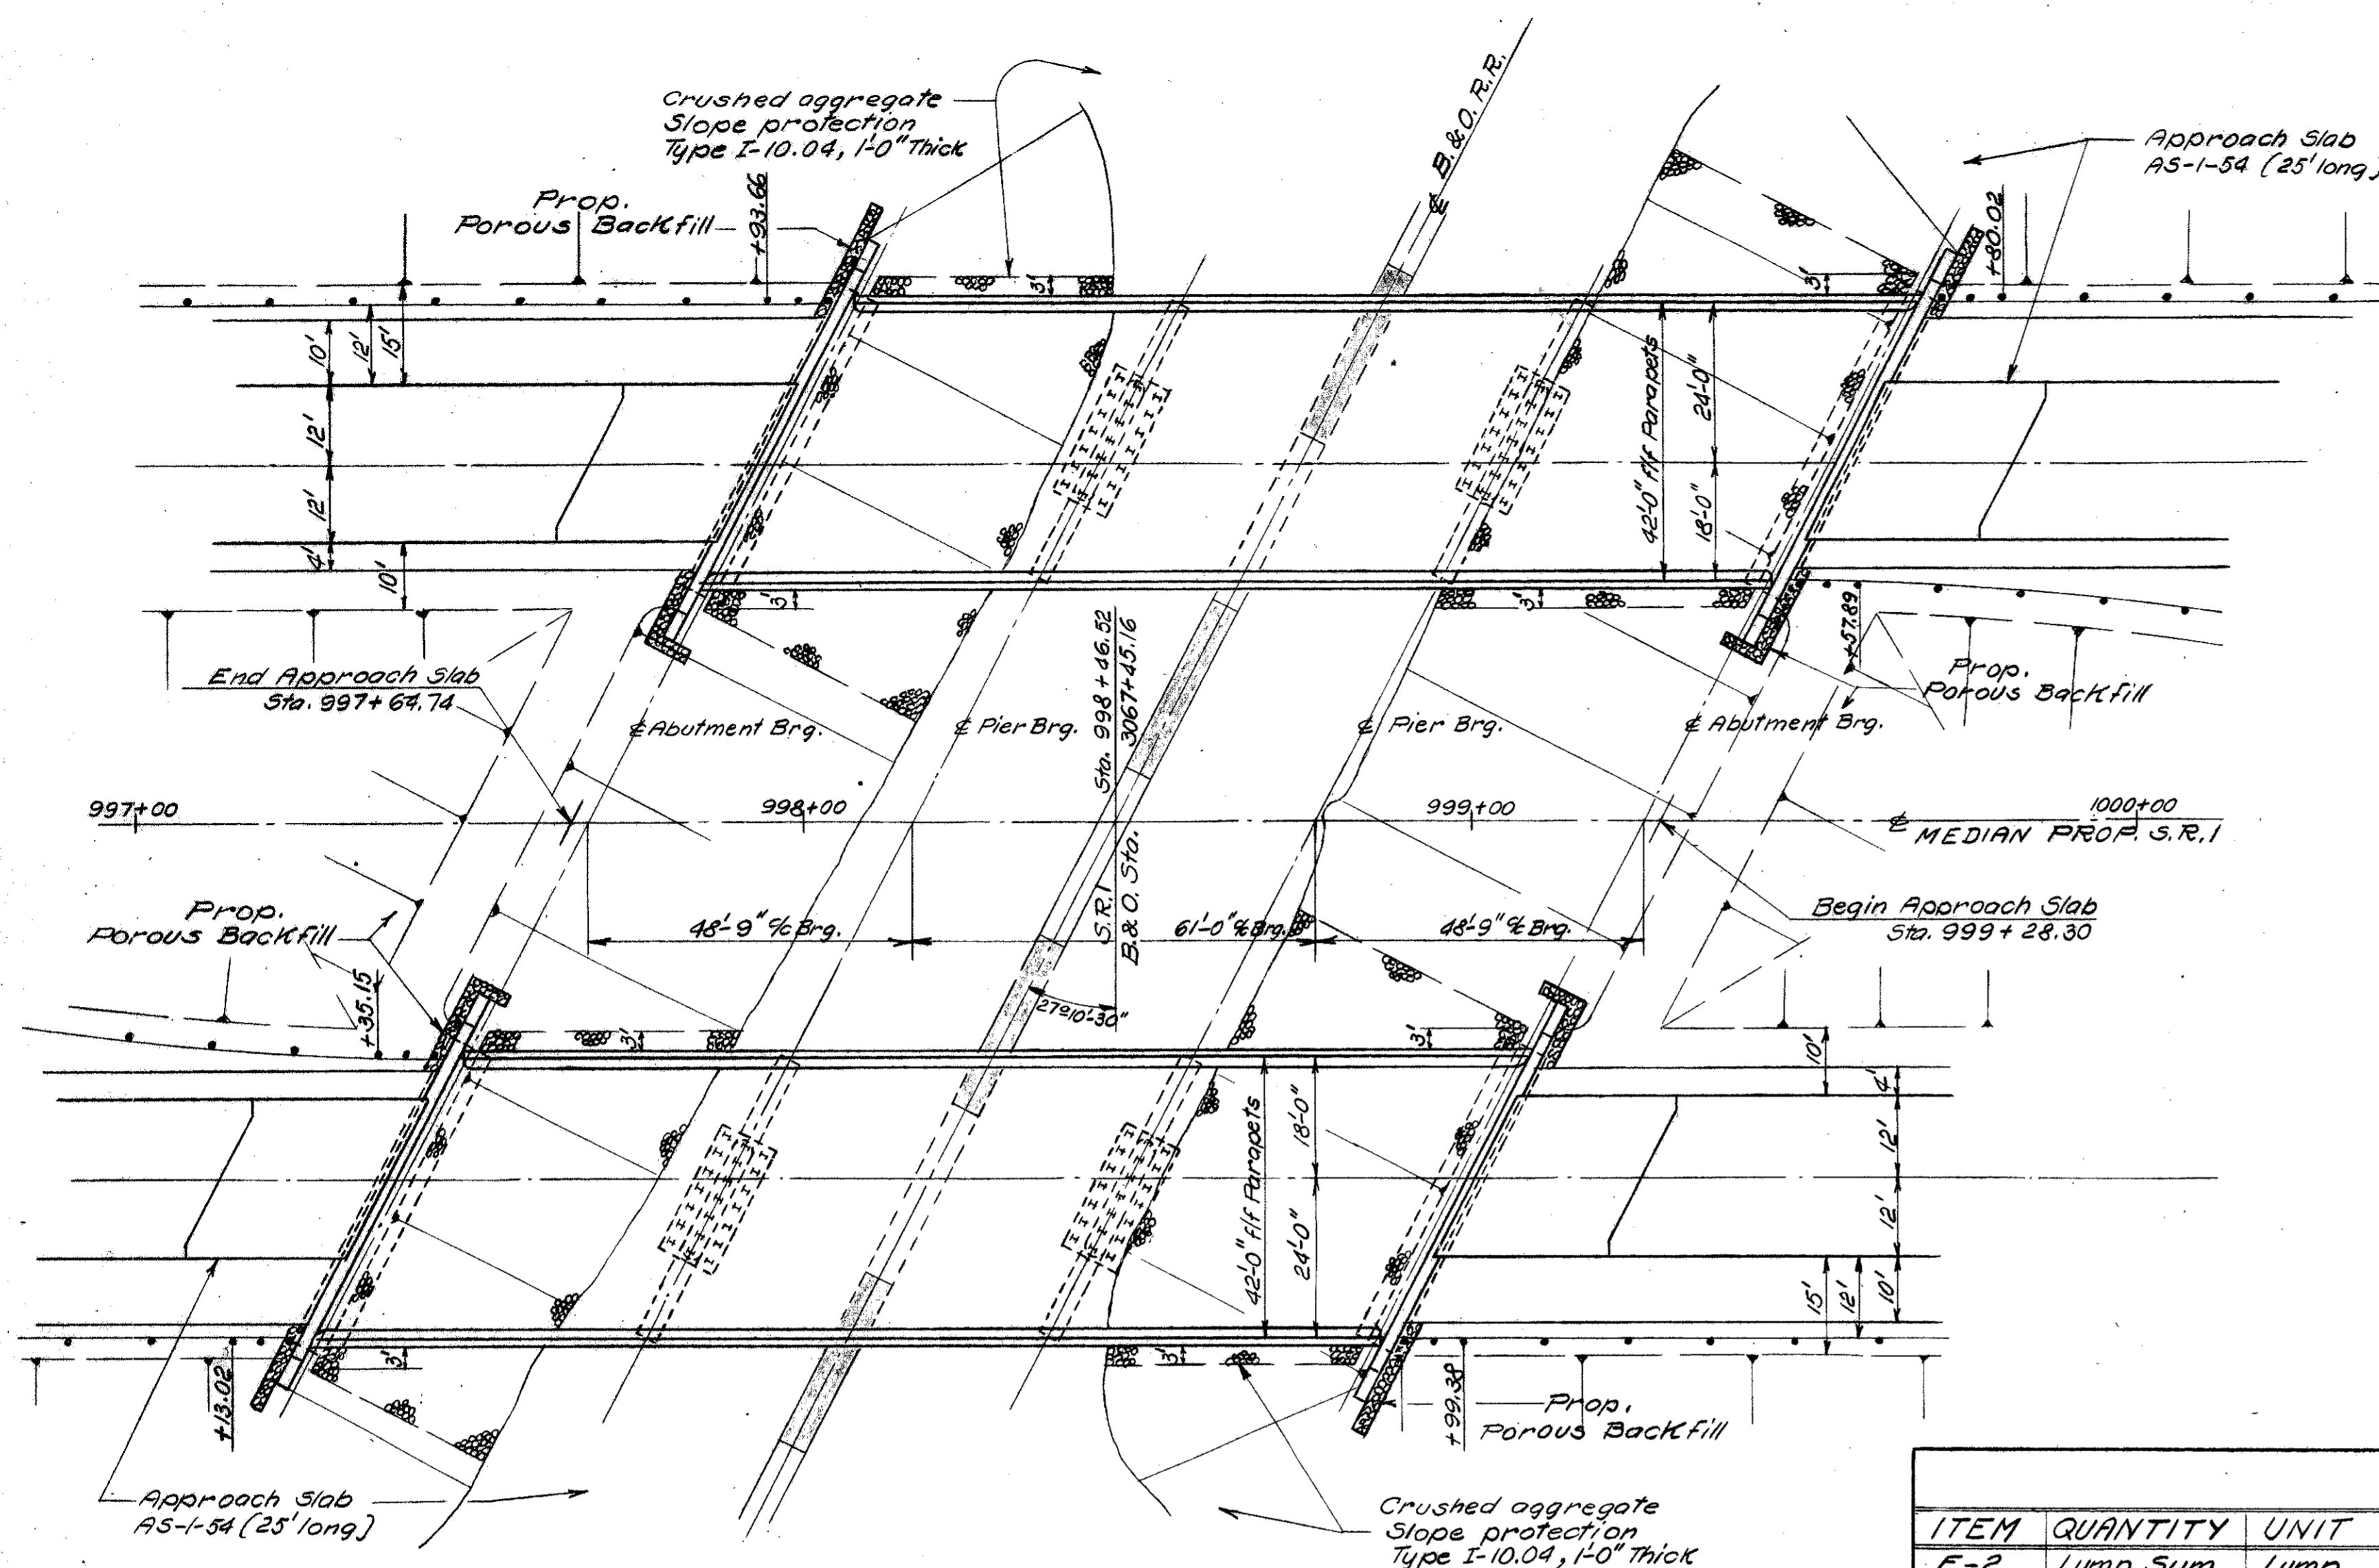 Crushed aggregate
Slope protection
Type I-10.04, 1'-0" Thick
℄ B. & O. R.R.
Approach Slab
AS-1-54 (25' long)
Prop.
Porous Backfill
+93.66
+80.02
3'
3'
10'
12'
15'
12'
12'
4'
10'
42'-0" f/f Parapets
24'-0"
18'-0"
3'
3'
+57.89
Prop.
Porous Backfill
End Approach Slab
Sta. 997+64.74
℄ Abutment Brg.
℄ Pier Brg.
Sta. 998+46.52
3067+45.16
S.R.1
B.& O. Sta.
℄ Pier Brg.
℄ Abutment Brg.
997+00
998+00
999+00
1000+00
℄ MEDIAN PROP. S.R.1
Prop.
Porous Backfill
48'-9" c/c Brg.
61'-0" c/c Brg.
48'-9" c/c Brg.
Begin Approach Slab
Sta. 999+28.30
+35.15
27°10'-30"
3'
3'
10'
4'
12'
12'
10'
12'
15'
42'-0" f/f Parapets
18'-0"
24'-0"
3'
3'
+13.02
+99.38
Prop.
Porous Backfill
Approach Slab
AS-1-54 (25' long)
Crushed aggregate
Slope protection
Type I-10.04, 1'-0" Thick
ITEM QUANTITY UNIT
E-2 Lump Sum Lump